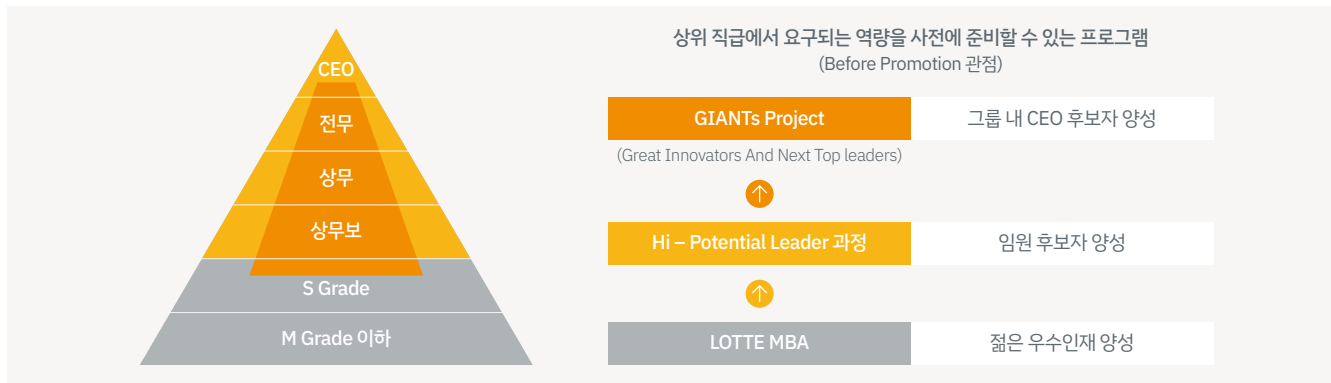 CEO
전무
상무
상무보
S Grade
M Grade 이하
상위 직급에서 요구되는 역량을 사전에 준비할 수 있는 프로그램
(Before Promotion 관점)
GIANTs Project
그룹 내 CEO 후보자 양성
(Great Innovators And Next Top leaders)
Hi – Potential Leader 과정
임원 후보자 양성
LOTTE MBA
젊은 우수인재 양성